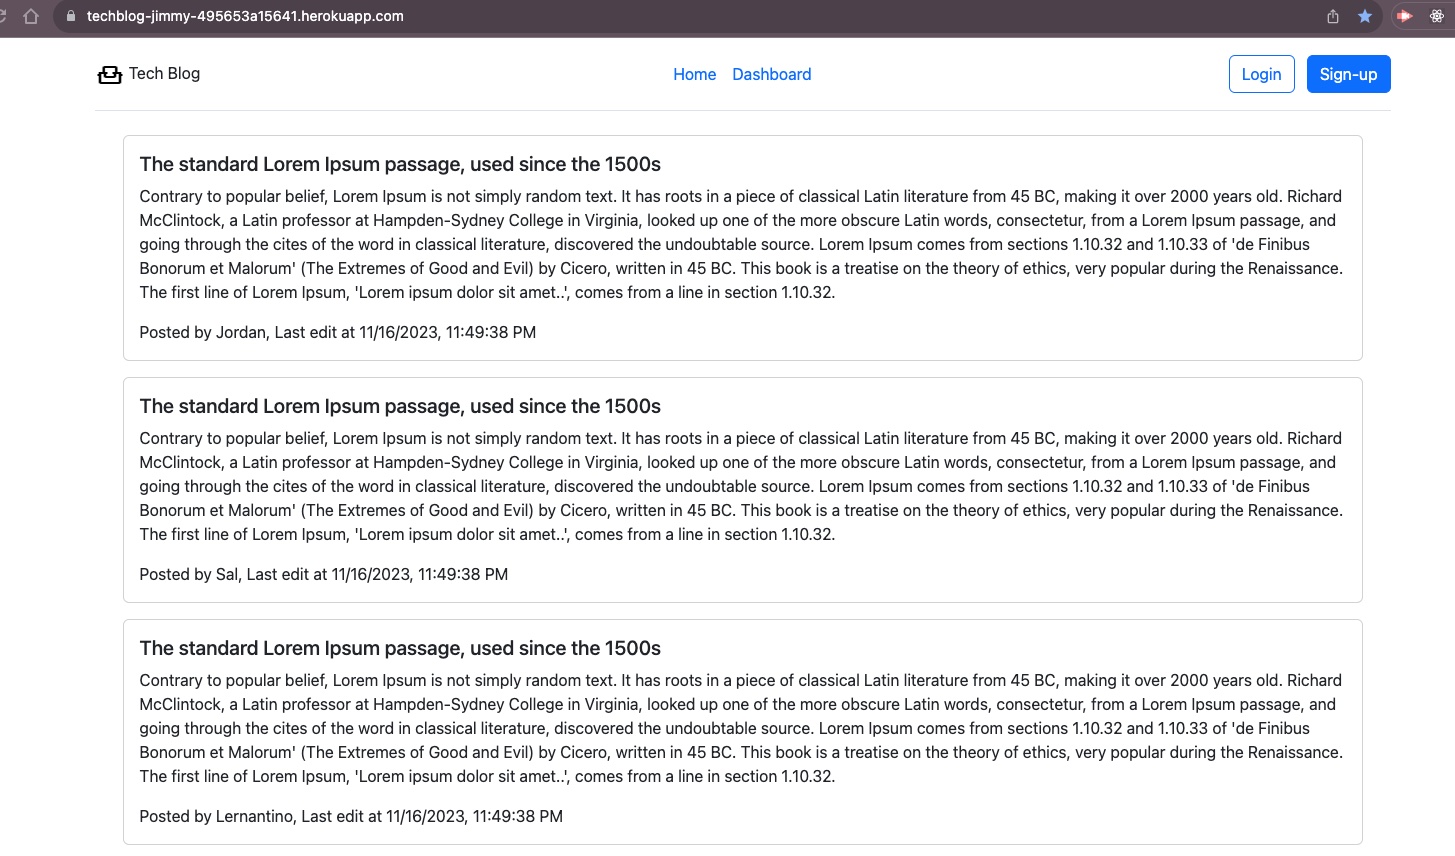 techblog-jimmy-495653a15641.herokuapp.com
Tech Blog
Home Dashboard
Login Sign-up
The standard Lorem Ipsum passage, used since the 1500s
Contrary to popular belief, Lorem Ipsum is not simply random text. It has roots in a piece of classical Latin literature from 45 BC, making it over 2000 years old. Richard
McClintock, a Latin professor at Hampden-Sydney College in Virginia, looked up one of the more obscure Latin words, consectetur, from a Lorem Ipsum passage, and
going through the cites of the word in classical literature, discovered the undoubtable source. Lorem Ipsum comes from sections 1.10.32 and 1.10.33 of 'de Finibus
Bonorum et Malorum' (The Extremes of Good and Evil) by Cicero, written in 45 BC. This book is a treatise on the theory of ethics, very popular during the Renaissance.
The first line of Lorem Ipsum, 'Lorem ipsum dolor sit amet..', comes from a line in section 1.10.32.
Posted by Jordan, Last edit at 11/16/2023, 11:49:38 PM
The standard Lorem Ipsum passage, used since the 1500s
Contrary to popular belief, Lorem Ipsum is not simply random text. It has roots in a piece of classical Latin literature from 45 BC, making it over 2000 years old. Richard
McClintock, a Latin professor at Hampden-Sydney College in Virginia, looked up one of the more obscure Latin words, consectetur, from a Lorem Ipsum passage, and
going through the cites of the word in classical literature, discovered the undoubtable source. Lorem Ipsum comes from sections 1.10.32 and 1.10.33 of 'de Finibus
Bonorum et Malorum' (The Extremes of Good and Evil) by Cicero, written in 45 BC. This book is a treatise on the theory of ethics, very popular during the Renaissance.
The first line of Lorem Ipsum, 'Lorem ipsum dolor sit amet..', comes from a line in section 1.10.32.
Posted by Sal, Last edit at 11/16/2023, 11:49:38 PM
The standard Lorem Ipsum passage, used since the 1500s
Contrary to popular belief, Lorem Ipsum is not simply random text. It has roots in a piece of classical Latin literature from 45 BC, making it over 2000 years old. Richard
McClintock, a Latin professor at Hampden-Sydney College in Virginia, looked up one of the more obscure Latin words, consectetur, from a Lorem Ipsum passage, and
going through the cites of the word in classical literature, discovered the undoubtable source. Lorem Ipsum comes from sections 1.10.32 and 1.10.33 of 'de Finibus
Bonorum et Malorum' (The Extremes of Good and Evil) by Cicero, written in 45 BC. This book is a treatise on the theory of ethics, very popular during the Renaissance.
The first line of Lorem Ipsum, 'Lorem ipsum dolor sit amet..', comes from a line in section 1.10.32.
Posted by Lernantino, Last edit at 11/16/2023, 11:49:38 PM